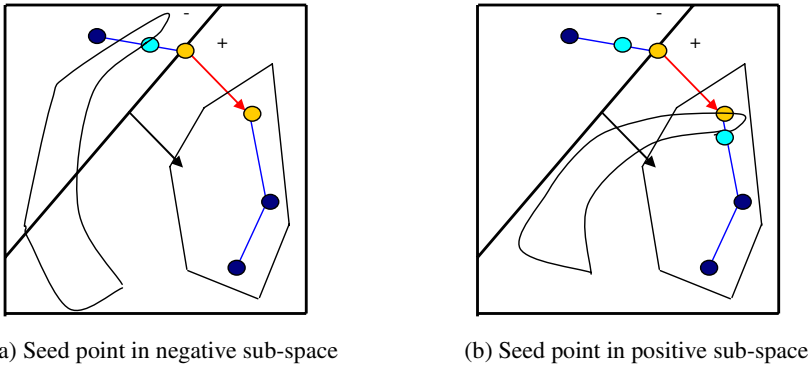 - -
+ +
a) Seed point in negative sub-space (b) Seed point in positive sub-space